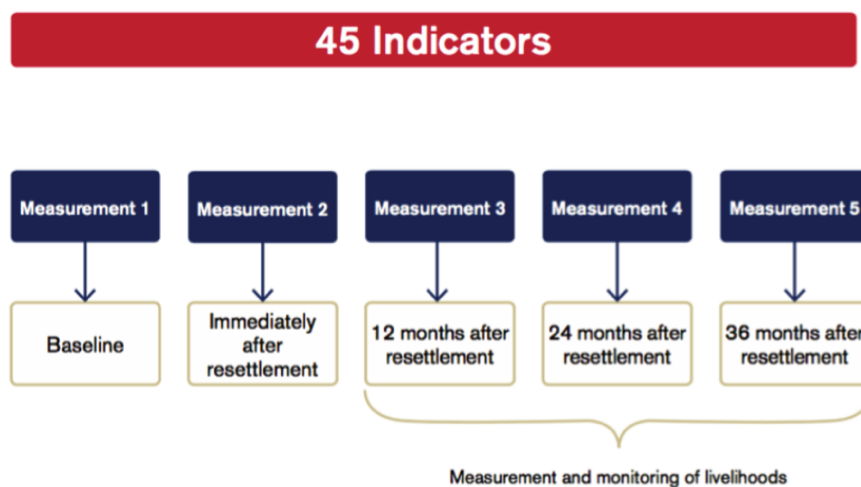 45 Indicators
Measurement 1
Measurement 2
Measurement 3
Measurement 4
Measurement 5
Baseline
Immediately
after
resettlement
12 months after
resettlement
24 months after
resettlement
36 months after
resettlement
Measurement and monitoring of livelihoods